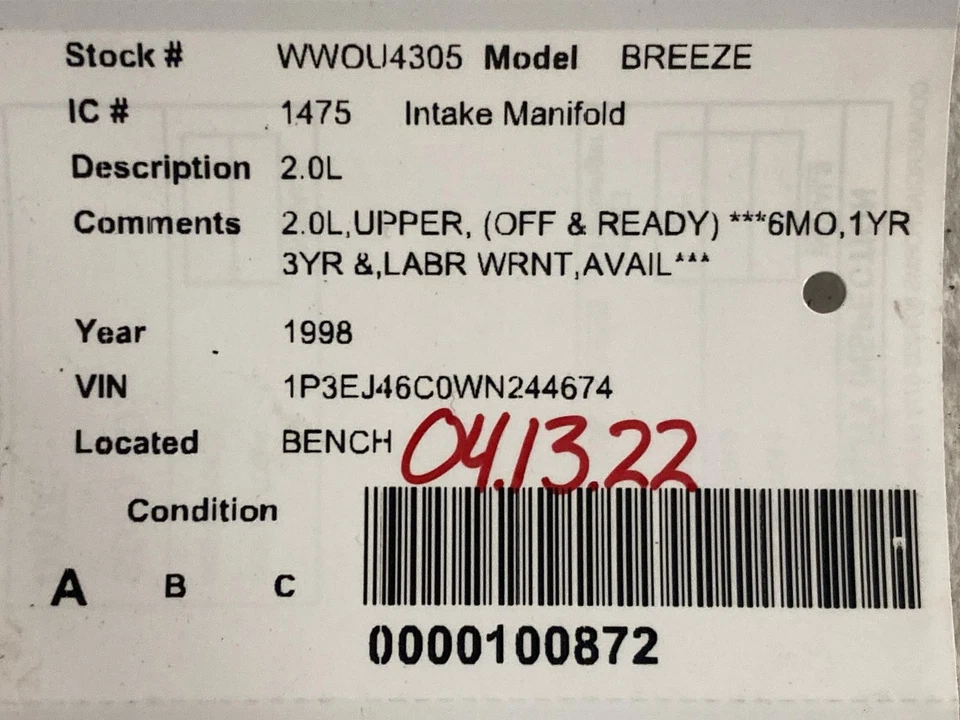 Stock # WWOU4305 Model BREEZE
IC # 1475 Intake Manifold
Description 2.0L
Comments 2.0L,UPPER, (OFF & READY) ***6MO,1YR
3YR &,LABR WRNT,AVAIL***
Year 1998
VIN 1P3EJ46C0WN244674
Located BENCH 04.13.22
Condition
A B C
0000100872